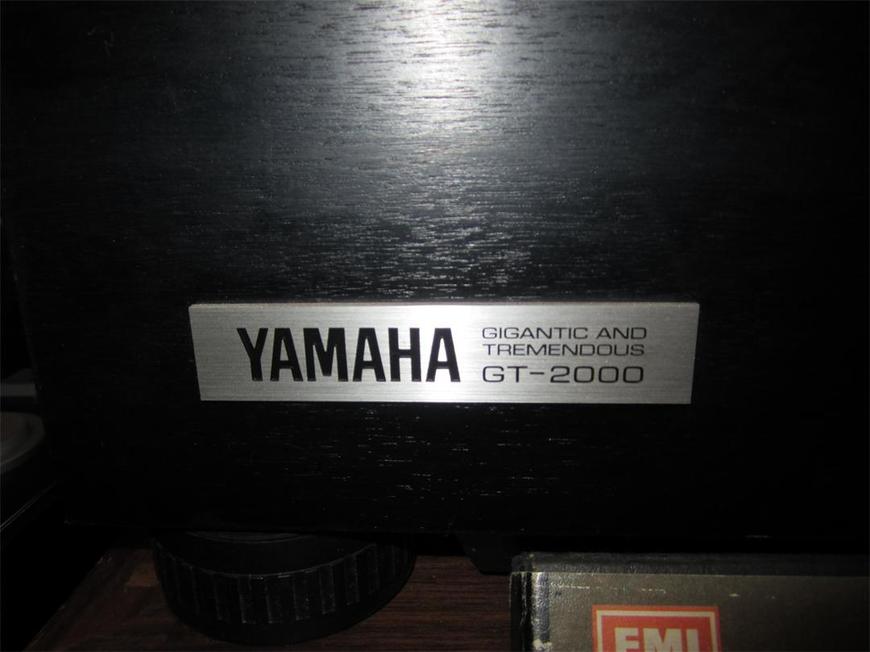 YAMAHA
GIGANTIC AND
TREMENDOUS
GT-2000
EMI